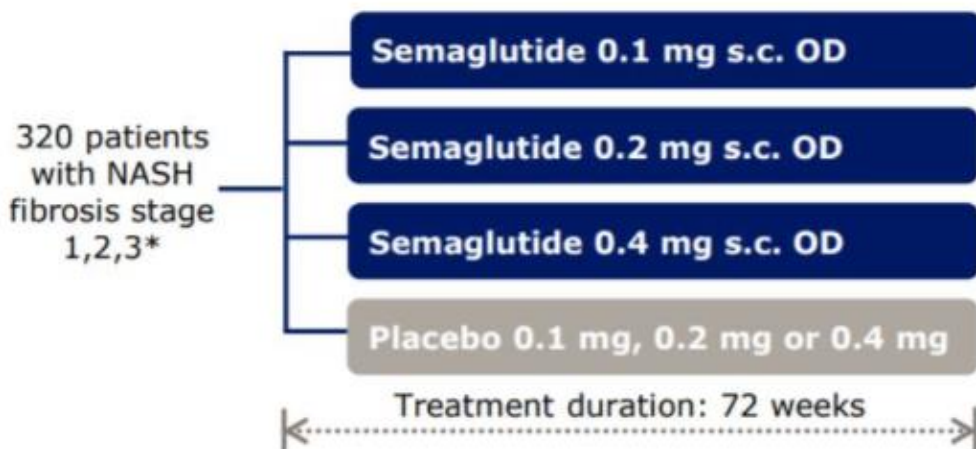 320 patients
with NASH
fibrosis stage
1,2,3*
Semaglutide 0.1 mg s.c. OD
Semaglutide 0.2 mg s.c. OD
Semaglutide 0.4 mg s.c. OD
Placebo 0.1 mg, 0.2 mg or 0.4 mg
Treatment duration: 72 weeks